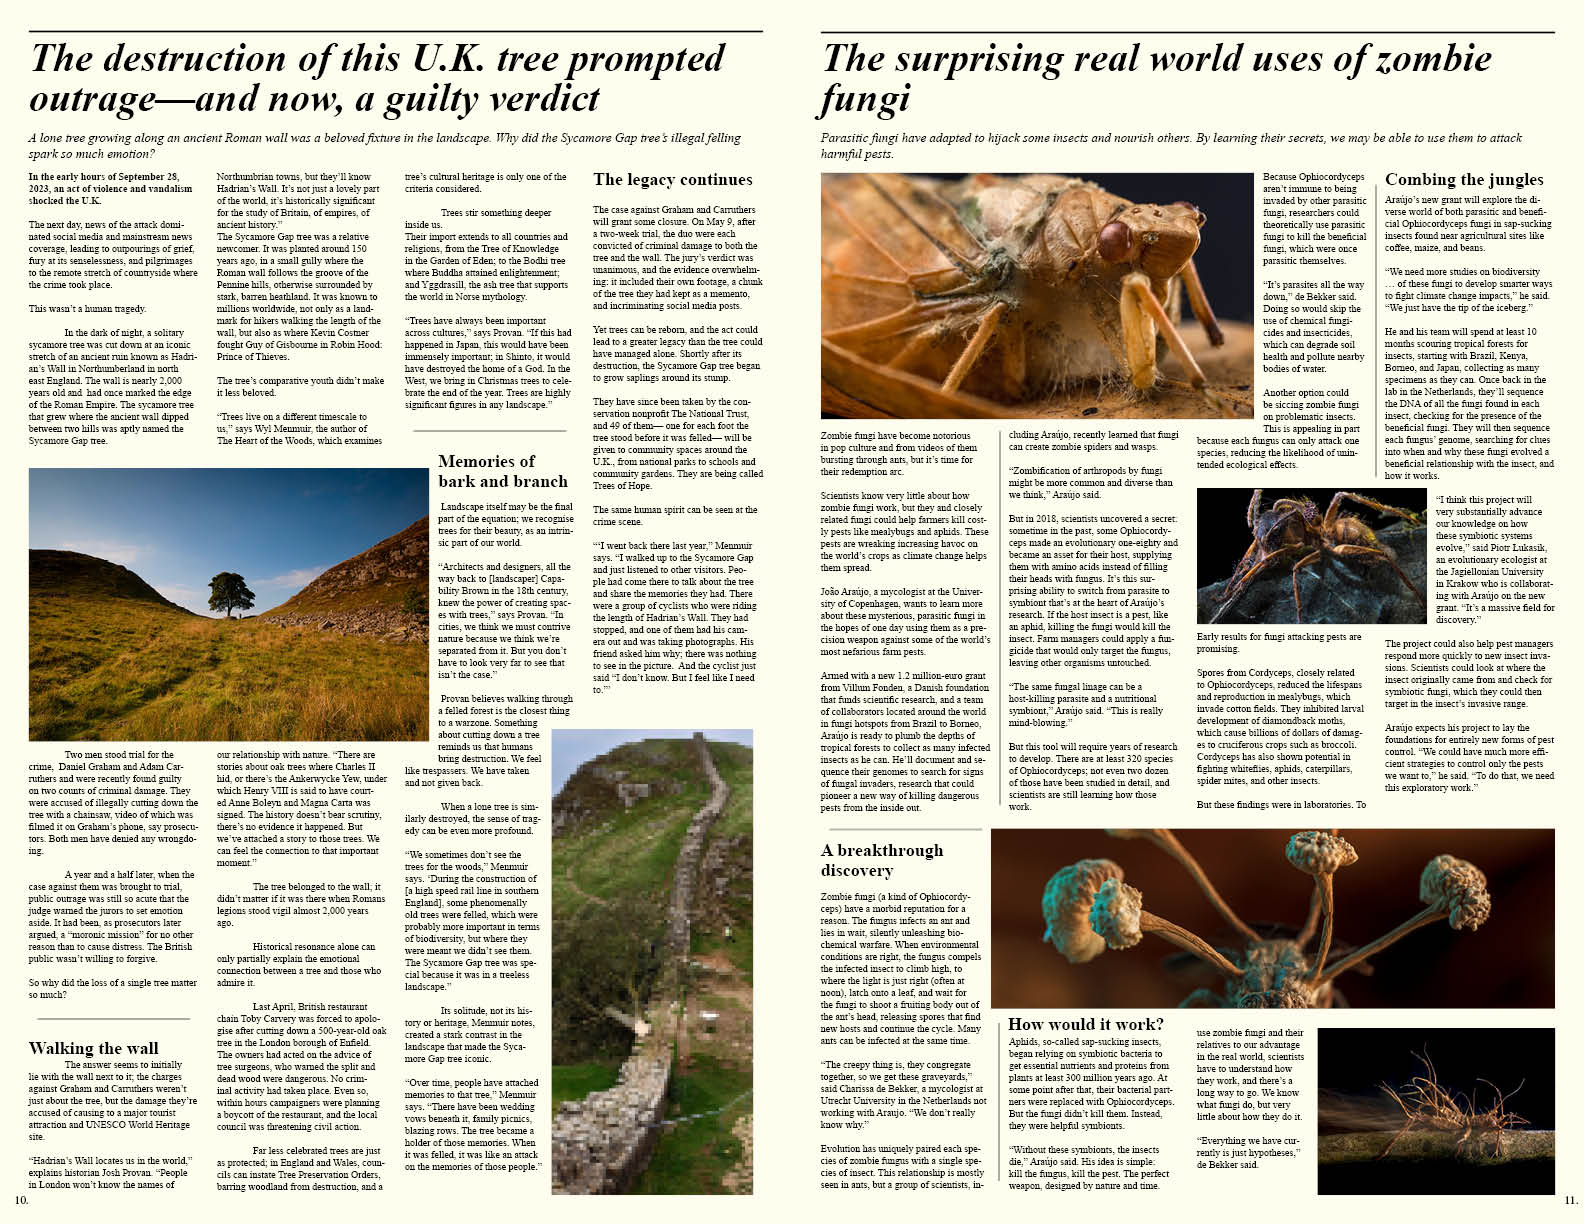 The destruction of this U.K. tree prompted
outrage—and now, a guilty verdict
A lone tree growing along an ancient Roman wall was a beloved fixture in the landscape. Why did the Sycamore Gap tree's illegal felling
spark so much emotion?
In the early hours of September 28,
2023, an act of violence and vandalism
shocked the U.K.
The next day, news of the attack domi-
nated social media and mainstream news
coverage, leading to outpourings of grief,
fury at its senselessness, and pilgrimages
to the remote stretch of countryside where
the crime took place.
This wasn't a human tragedy.
In the dark of night, a solitary
sycamore tree was cut down at an iconic
stretch of an ancient ruin known as Hadri-
an's Wall in Northumberland in north
east England. The wall is nearly 2,000
years old and had once marked the edge
of the Roman Empire. The sycamore tree
that grew where the ancient wall dipped
between two hills was aptly named the
Sycamore Gap tree.
Two men stood trial for the
crime, Daniel Graham and Adam Car-
ruthers and were recently found guilty
on two counts of criminal damage. They
were accused of illegally cutting down the
tree with a chainsaw, video of which was
filmed it on Graham's phone, say prosecu-
tors. Both men have denied any wrongdo-
ing.
A year and a half later, when the
case against them was brought to trial,
public outrage was still so acute that the
judge warned the jurors to set emotion
aside. It had been, as prosecutors later
argued, a “moronic mission” for no other
reason than to cause distress. The British
public wasn't willing to forgive.
So why did the loss of a single tree matter
so much?
Walking the wall
The answer seems to initially
lie with the wall next to it; the charges
against Graham and Carruthers weren't
just about the tree, but the damage they're
accused of causing to a major tourist
attraction and UNESCO World Heritage
site.
“Hadrian's Wall locates us in the world,”
explains historian Josh Provan. “People
in London won't know the names of
Northumbrian towns, but they'll know
Hadrian's Wall. It's not just a lovely part
of the world, it's historically significant
for the study of Britain, of empires, of
ancient history.”
The Sycamore Gap tree was a relative
newcomer. It was planted around 150
years ago, in a small gully where the
Roman wall follows the groove of the
Pennine hills, otherwise surrounded by
stark, barren heathland. It was known to
millions worldwide, not only as a land-
mark for hikers walking the length of the
wall, but also as where Kevin Costner
fought Guy of Gisbourne in Robin Hood:
Prince of Thieves.
The tree's comparative youth didn't make
it less beloved.
“Trees live on a different timescale to
us,” says Wyl Menmuir, the author of
The Heart of the Woods, which examines
our relationship with nature. “There are
stories about oak trees where Charles II
hid, or there's the Ankerwycke Yew, under
which Henry VIII is said to have court-
ed Anne Boleyn and Magna Carta was
signed. The history doesn't bear scrutiny,
there's no evidence it happened. But
we've attached a story to those trees. We
can feel the connection to that important
moment.”
The tree belonged to the wall; it
didn't matter if it was there when Romans
legions stood vigil almost 2,000 years
ago.
Historical resonance alone can
only partially explain the emotional
connection between a tree and those who
admire it.
Last April, British restaurant
chain Toby Carvery was forced to apolo-
gise after cutting down a 500-year-old oak
tree in the London borough of Enfield.
The owners had acted on the advice of
tree surgeons, who warned the split and
dead wood were dangerous. No crim-
inal activity had taken place. Even so,
within hours campaigners were planning
a boycott of the restaurant, and the local
council was threatening civil action.
Far less celebrated trees are just
as protected; in England and Wales, coun-
cils can instate Tree Preservation Orders,
barring woodland from destruction, and a
tree's cultural heritage is only one of the
criteria considered.
Trees stir something deeper
inside us.
Their import extends to all countries and
religions, from the Tree of Knowledge
in the Garden of Eden; to the Bodhi tree
where Buddha attained enlightenment;
and Yggdrasill, the ash tree that supports
the world in Norse mythology.
“Trees have always been important
across cultures,” says Provan. “If this had
happened in Japan, this would have been
immensely important; in Shinto, it would
have destroyed the home of a God. In the
West, we bring in Christmas trees to cele-
brate the end of the year. Trees are highly
significant figures in any landscape.”
Memories of
bark and branch
Landscape itself may be the final
part of the equation; we recognise
trees for their beauty, as an intrin-
sic part of our world.
“Architects and designers, all the
way back to [landscaper] Capa-
bility Brown in the 18th century,
knew the power of creating spac-
es with trees,” says Provan. “In
cities, we think we must contrive
nature because we think we're
separated from it. But you don't
have to look very far to see that
isn't the case.”
Provan believes walking through
a felled forest is the closest thing
to a warzone. Something
about cutting down a tree
reminds us that humans
bring destruction. We feel
like trespassers. We have taken
and not given back.
When a lone tree is sim-
ilarly destroyed, the sense of trag-
edy can be even more profound.
“We sometimes don't see the
trees for the woods,” Menmuir
says. ‘During the construction of
[a high speed rail line in southern
England], some phenomenally
old trees were felled, which were
probably more important in terms
of biodiversity, but where they
were meant we didn't see them.
The Sycamore Gap tree was spe-
cial because it was in a treeless
landscape.”
Its solitude, not its his-
tory or heritage, Menmuir notes,
created a stark contrast in the
landscape that made the Syca-
more Gap tree iconic.
“Over time, people have attached
memories to that tree,” Menmuir
says. “There have been wedding
vows beneath it, family picnics,
blazing rows. The tree became a
holder of those memories. When
it was felled, it was like an attack
on the memories of those people.”
The legacy continues
The case against Graham and Carruthers
will grant some closure. On May 9, after
a two-week trial, the duo were each
convicted of criminal damage to both the
tree and the wall. The jury's verdict was
unanimous, and the evidence overwhelm-
ing: it included their own footage, a chunk
of the tree they had kept as a memento,
and incriminating social media posts.
Yet trees can be reborn, and the act could
lead to a greater legacy than the tree could
have managed alone. Shortly after its
destruction, the Sycamore Gap tree began
to grow saplings around its stump.
They have since been taken by the con-
servation nonprofit The National Trust,
and 49 of them— one for each foot the
tree stood before it was felled— will be
given to community spaces around the
U.K., from national parks to schools and
community gardens. They are being called
Trees of Hope.
The same human spirit can be seen at the
crime scene.
“‘I went back there last year,” Menmuir
says. “I walked up to the Sycamore Gap
and just listened to other visitors. Peo-
ple had come there to talk about the tree
and share the memories they had. There
were a group of cyclists who were riding
the length of Hadrian's Wall. They had
stopped, and one of them had his cam-
era out and was taking photographs. His
friend asked him why; there was nothing
to see in the picture. And the cyclist just
said “I don't know. But I feel like I need
to.”’
10.
The surprising real world uses of zombie
fungi
Parasitic fungi have adapted to hijack some insects and nourish others. By learning their secrets, we may be able to use them to attack
harmful pests.
Zombie fungi have become notorious
in pop culture and from videos of them
bursting through ants, but it's time for
their redemption arc.
Scientists know very little about how
zombie fungi work, but they and closely
related fungi could help farmers kill cost-
ly pests like mealybugs and aphids. These
pests are wreaking increasing havoc on
the world's crops as climate change helps
them spread.
João Araújo, a mycologist at the Univer-
sity of Copenhagen, wants to learn more
about these mysterious, parasitic fungi in
the hopes of one day using them as a pre-
cision weapon against some of the world's
most nefarious farm pests.
Armed with a new 1.2 million-euro grant
from Villum Fonden, a Danish foundation
that funds scientific research, and a team
of collaborators located around the world
in fungi hotspots from Brazil to Borneo,
Araújo is ready to plumb the depths of
tropical forests to collect as many infected
insects as he can. He'll document and se-
quence their genomes to search for signs
of fungal invaders, research that could
pioneer a new way of killing dangerous
pests from the inside out.
A breakthrough
discovery
Zombie fungi (a kind of Ophiocordy-
ceps) have a morbid reputation for a
reason. The fungus infects an ant and
lies in wait, silently unleashing bio-
chemical warfare. When environmental
conditions are right, the fungus compels
the infected insect to climb high, to
where the light is just right (often at
noon), latch onto a leaf, and wait for
the fungi to shoot a fruiting body out of
the ant's head, releasing spores that find
new hosts and continue the cycle. Many
ants can be infected at the same time.
“The creepy thing is, they congregate
together, so we get these graveyards,”
said Charissa de Bekker, a mycologist at
Utrecht University in the Netherlands not
working with Araujo. “We don't really
know why.”
Evolution has uniquely paired each spe-
cies of zombie fungus with a single spe-
cies of insect. This relationship is mostly
seen in ants, but a group of scientists, in-
cluding Araújo, recently learned that fungi
can create zombie spiders and wasps.
“Zombification of arthropods by fungi
might be more common and diverse than
we think,” Araújo said.
But in 2018, scientists uncovered a secret:
sometime in the past, some Ophiocordy-
ceps made an evolutionary one-eighty and
became an asset for their host, supplying
them with amino acids instead of filling
their heads with fungus. It's this sur-
prising ability to switch from parasite to
symbiont that's at the heart of Araújo's
research. If the host insect is a pest, like
an aphid, killing the fungi would kill the
insect. Farm managers could apply a fun-
gicide that would only target the fungus,
leaving other organisms untouched.
“The same fungal linage can be a
host-killing parasite and a nutritional
symbiont,” Araújo said. “This is really
mind-blowing.”
But this tool will require years of research
to develop. There are at least 320 species
of Ophiocordyceps; not even two dozen
of those have been studied in detail, and
scientists are still learning how those
work.
How would it work?
Aphids, so-called sap-sucking insects,
began relying on symbiotic bacteria to
get essential nutrients and proteins from
plants at least 300 million years ago. At
some point after that, their bacterial part-
ners were replaced with Ophiocordyceps.
But the fungi didn't kill them. Instead,
they were helpful symbionts.
“Without these symbionts, the insects
die,” Araújo said. His idea is simple:
kill the fungus, kill the pest. The perfect
weapon, designed by nature and time.
Because Ophiocordyceps
aren't immune to being
invaded by other parasitic
fungi, researchers could
theoretically use parasitic
fungi to kill the beneficial
fungi, which were once
parasitic themselves.
“It's parasites all the way
down,” de Bekker said.
Doing so would skip the
use of chemical fungi-
cides and insecticides,
which can degrade soil
health and pollute nearby
bodies of water.
Another option could
be siccing zombie fungi
on problematic insects.
This is appealing in part
because each fungus can only attack one
species, reducing the likelihood of unin-
tended ecological effects.
Early results for fungi attacking pests are
promising.
Spores from Cordyceps, closely related
to Ophiocordyceps, reduced the lifespans
and reproduction in mealybugs, which
invade cotton fields. They inhibited larval
development of diamondback moths,
which cause billions of dollars of damag-
es to cruciferous crops such as broccoli.
Cordyceps has also shown potential in
fighting whiteflies, aphids, caterpillars,
spider mites, and other insects.
But these findings were in laboratories. To
use zombie fungi and their
relatives to our advantage
in the real world, scientists
have to understand how
they work, and there's a
long way to go. We know
what fungi do, but very
little about how they do it.
“Everything we have cur-
rently is just hypotheses,”
de Bekker said.
Combing the jungles
Araújo's new grant will explore the di-
verse world of both parasitic and benefi-
cial Ophiocordyceps fungi in sap-sucking
insects found near agricultural sites like
coffee, maize, and beans.
“We need more studies on biodiversity
… of these fungi to develop smarter ways
to fight climate change impacts,” he said.
“We just have the tip of the iceberg.”
He and his team will spend at least 10
months scouring tropical forests for
insects, starting with Brazil, Kenya,
Borneo, and Japan, collecting as many
specimens as they can. Once back in the
lab in the Netherlands, they'll sequence
the DNA of all the fungi found in each
insect, checking for the presence of the
beneficial fungi. They will then sequence
each fungus' genome, searching for clues
into when and why these fungi evolved a
beneficial relationship with the insect, and
how it works.
“I think this project will
very substantially advance
our knowledge on how
these symbiotic systems
evolve,” said Piotr Łukasik,
an evolutionary ecologist at
the Jagiellonian University
in Krakow who is collaborat-
ing with Araújo on the new
grant. “It's a massive field for
discovery.”
The project could also help pest managers
respond more quickly to new insect inva-
sions. Scientists could look at where the
insect originally came from and check for
symbiotic fungi, which they could then
target in the insect's invasive range.
Araújo expects his project to lay the
foundations for entirely new forms of pest
control. “We could have much more effi-
cient strategies to control only the pests
we want to,” he said. “To do that, we need
this exploratory work.”
11.